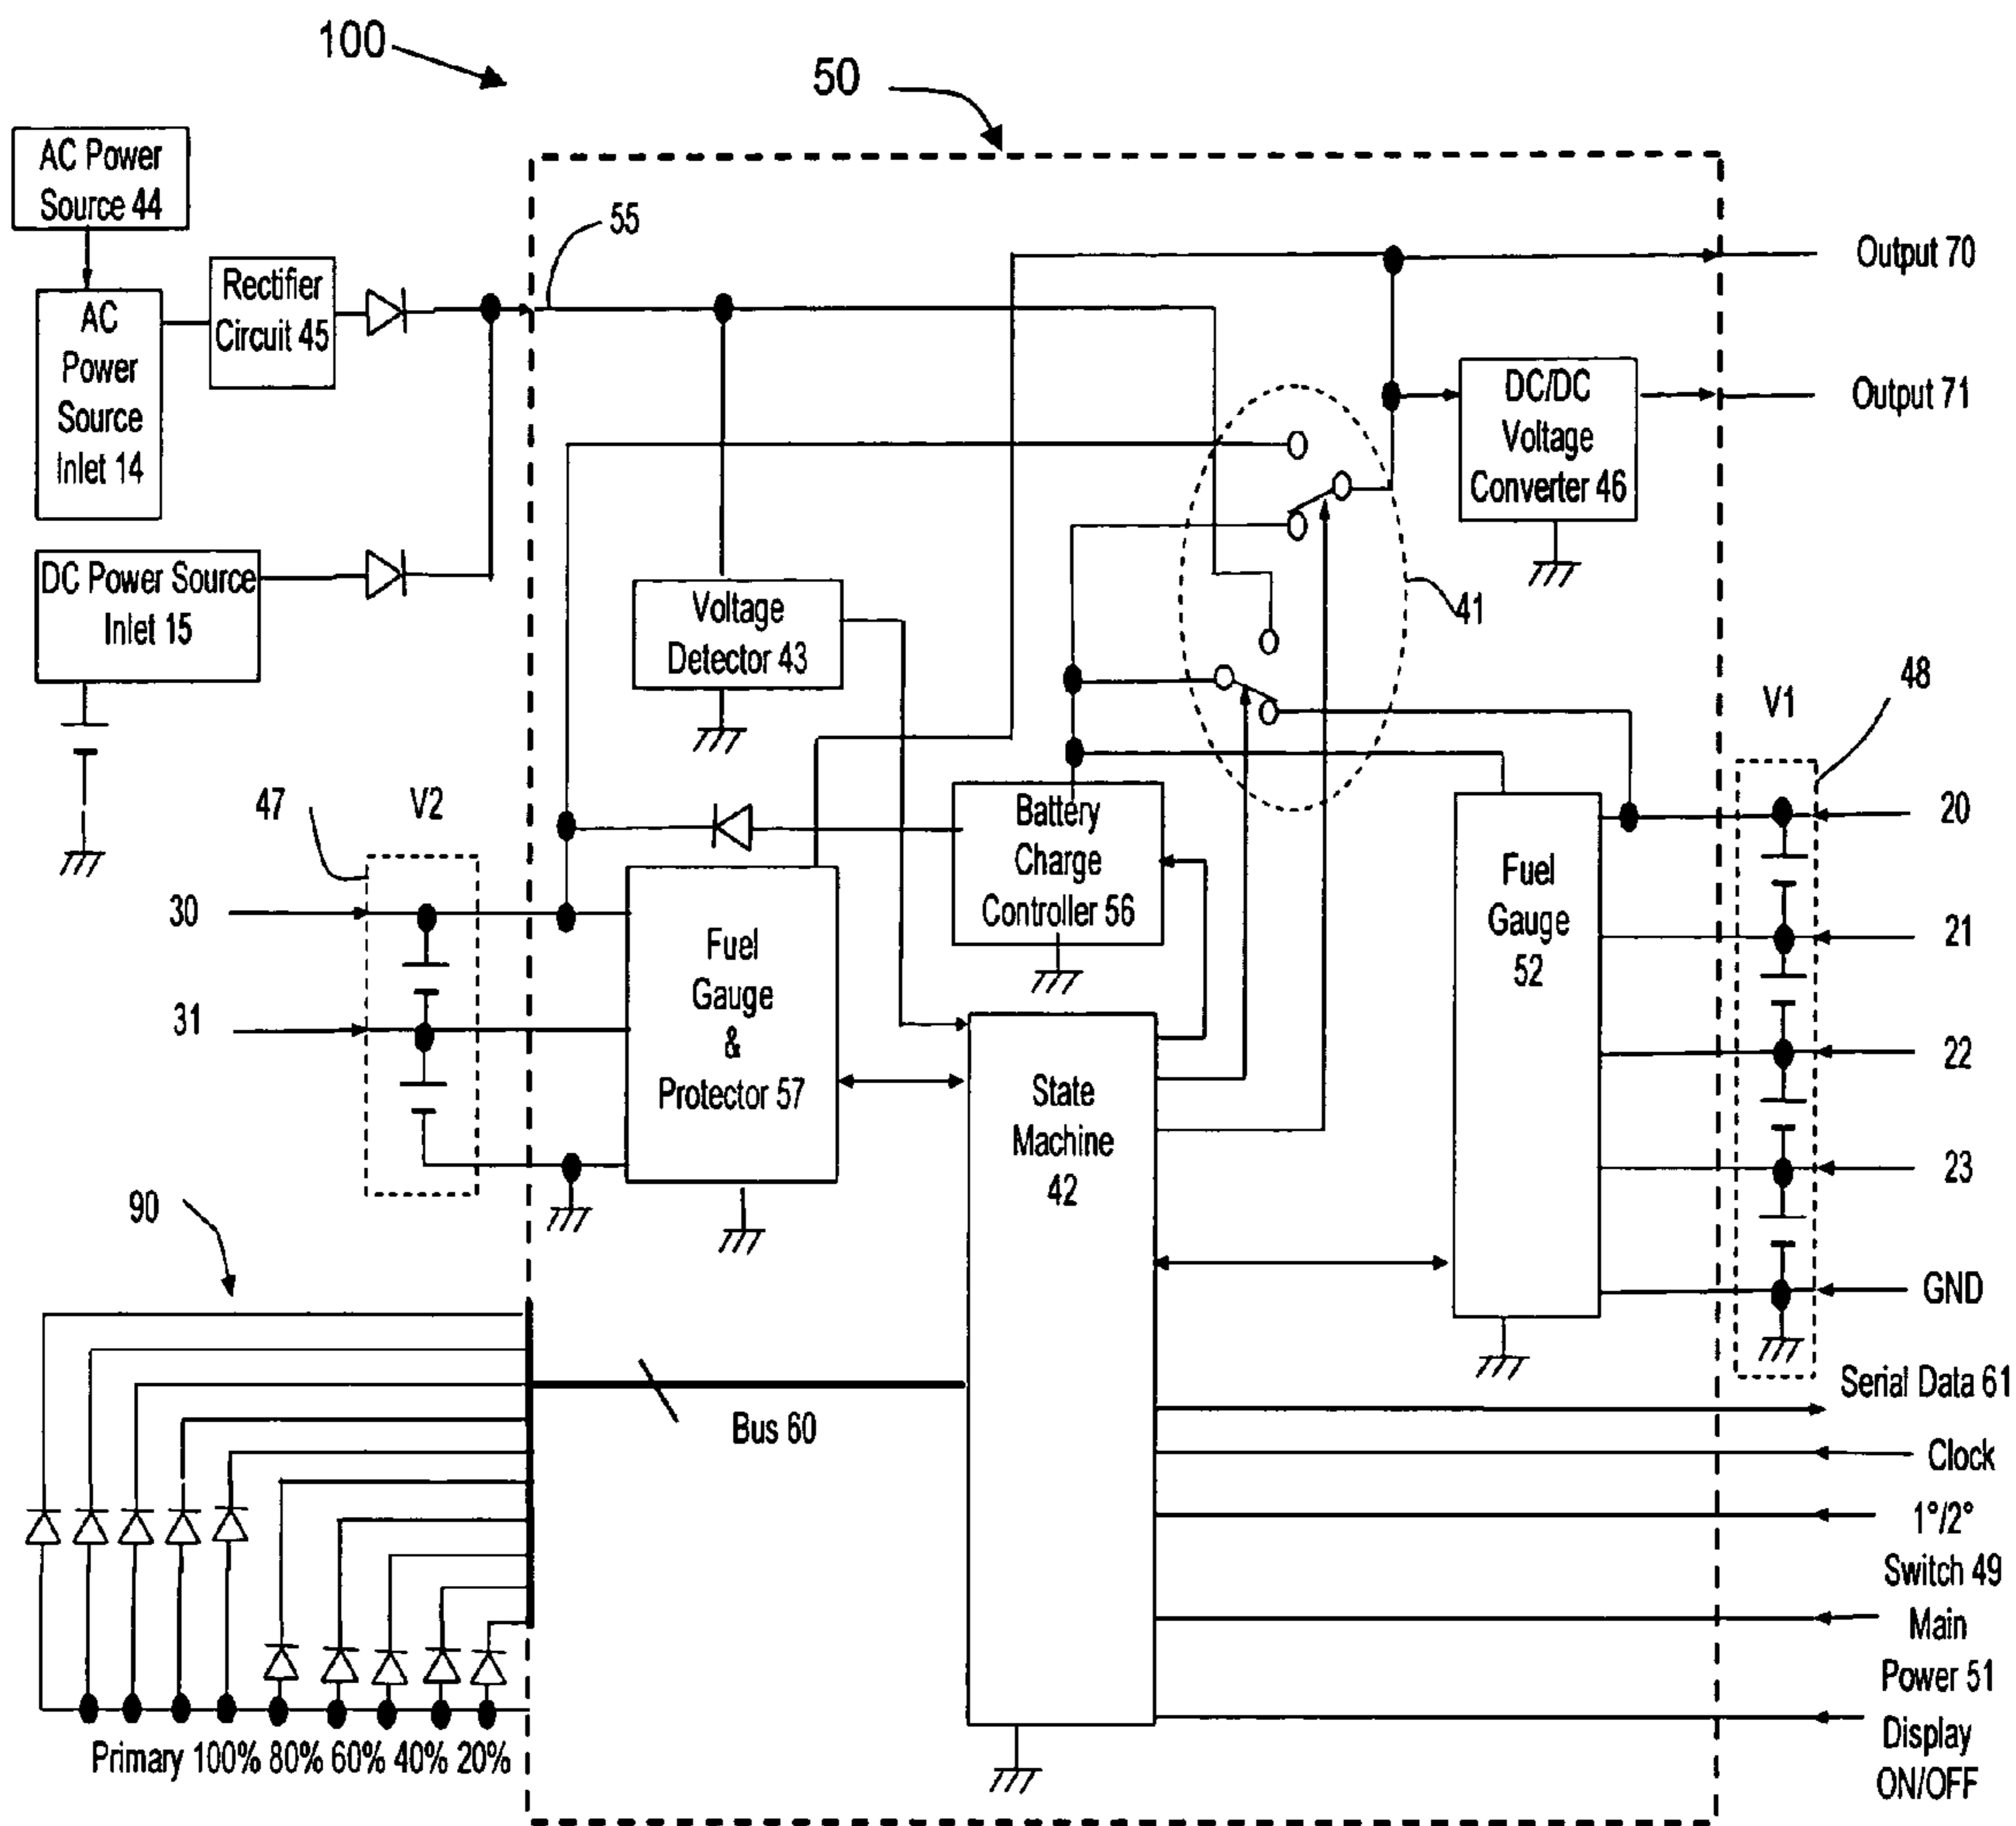 100
50
AC Power
Source 44
55
Output 70
Rectifier
Circuit 45
AC
Power
Source
Inlet 14
DC/DC
Voltage
Converter 46
Output 71
DC Power Source
Inlet 15
Voltage
Detector 43
41
48
V1
47
V2
Battery
Charge
Controller 56
20
Fuel
Gauge
52
30
21
Fuel
Gauge
&
Protector 57
31
22
State
Machine
42
23
90
GND
Serial Data 61
Bus 60
Clock
1°/2°
Switch 49
Main
Power 51
Primary 100% 80% 60% 40% 20%
Display
ON/OFF